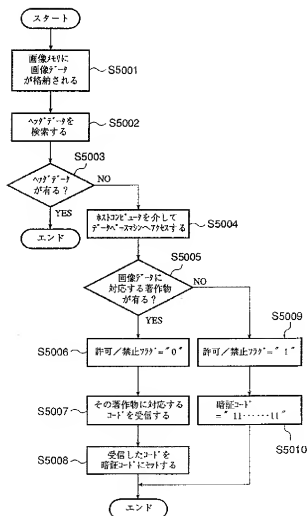 スタート
画像メモリに
画像データ
が格納される
S5001
ヘッダデータを
検索する
S5002
S5003
ヘッダデータ
が有る?
NO
YES
エンド
ホストコンピュータを介して
データベースマシンへアクセスする
S5004
S5005
画像データに
対応する著作物
が有る?
NO
YES
S5009
S5006
許可/禁止フラグ="0"
許可/禁止フラグ="1"
S5007
その著作物に対応する
コードを受信する
暗証コード
="11……11"
S5010
S5008
受信したコードを
暗証コードにセットする
エンド